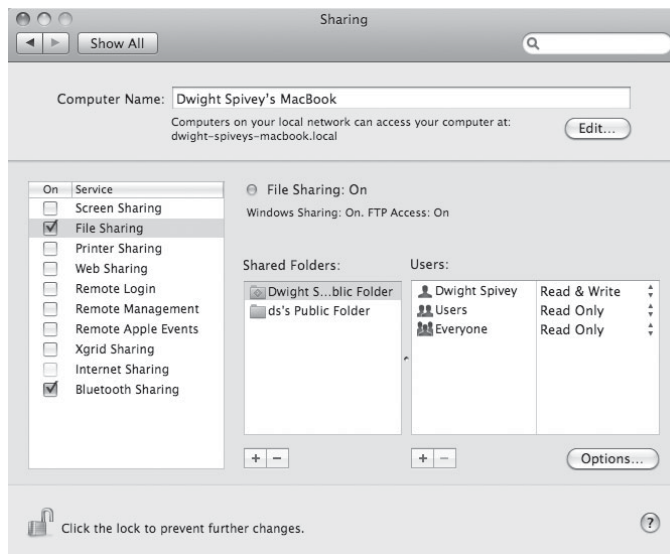 Sharing
Show All
Computer Name: Dwight Spivey's MacBook
Computers on your local network can access your computer at:
dwight-spiveys-macbook.local
Edit...
On Service
Screen Sharing
File Sharing
Printer Sharing
Web Sharing
Remote Login
Remote Management
Remote Apple Events
Xgrid Sharing
Internet Sharing
Bluetooth Sharing
File Sharing: On
Windows Sharing: On. FTP Access: On
Shared Folders:
Dwight S...blic Folder
ds's Public Folder
Users:
Dwight Spivey Read & Write
Users Read Only
Everyone Read Only
+ −
+ −
Options...
Click the lock to prevent further changes.
?